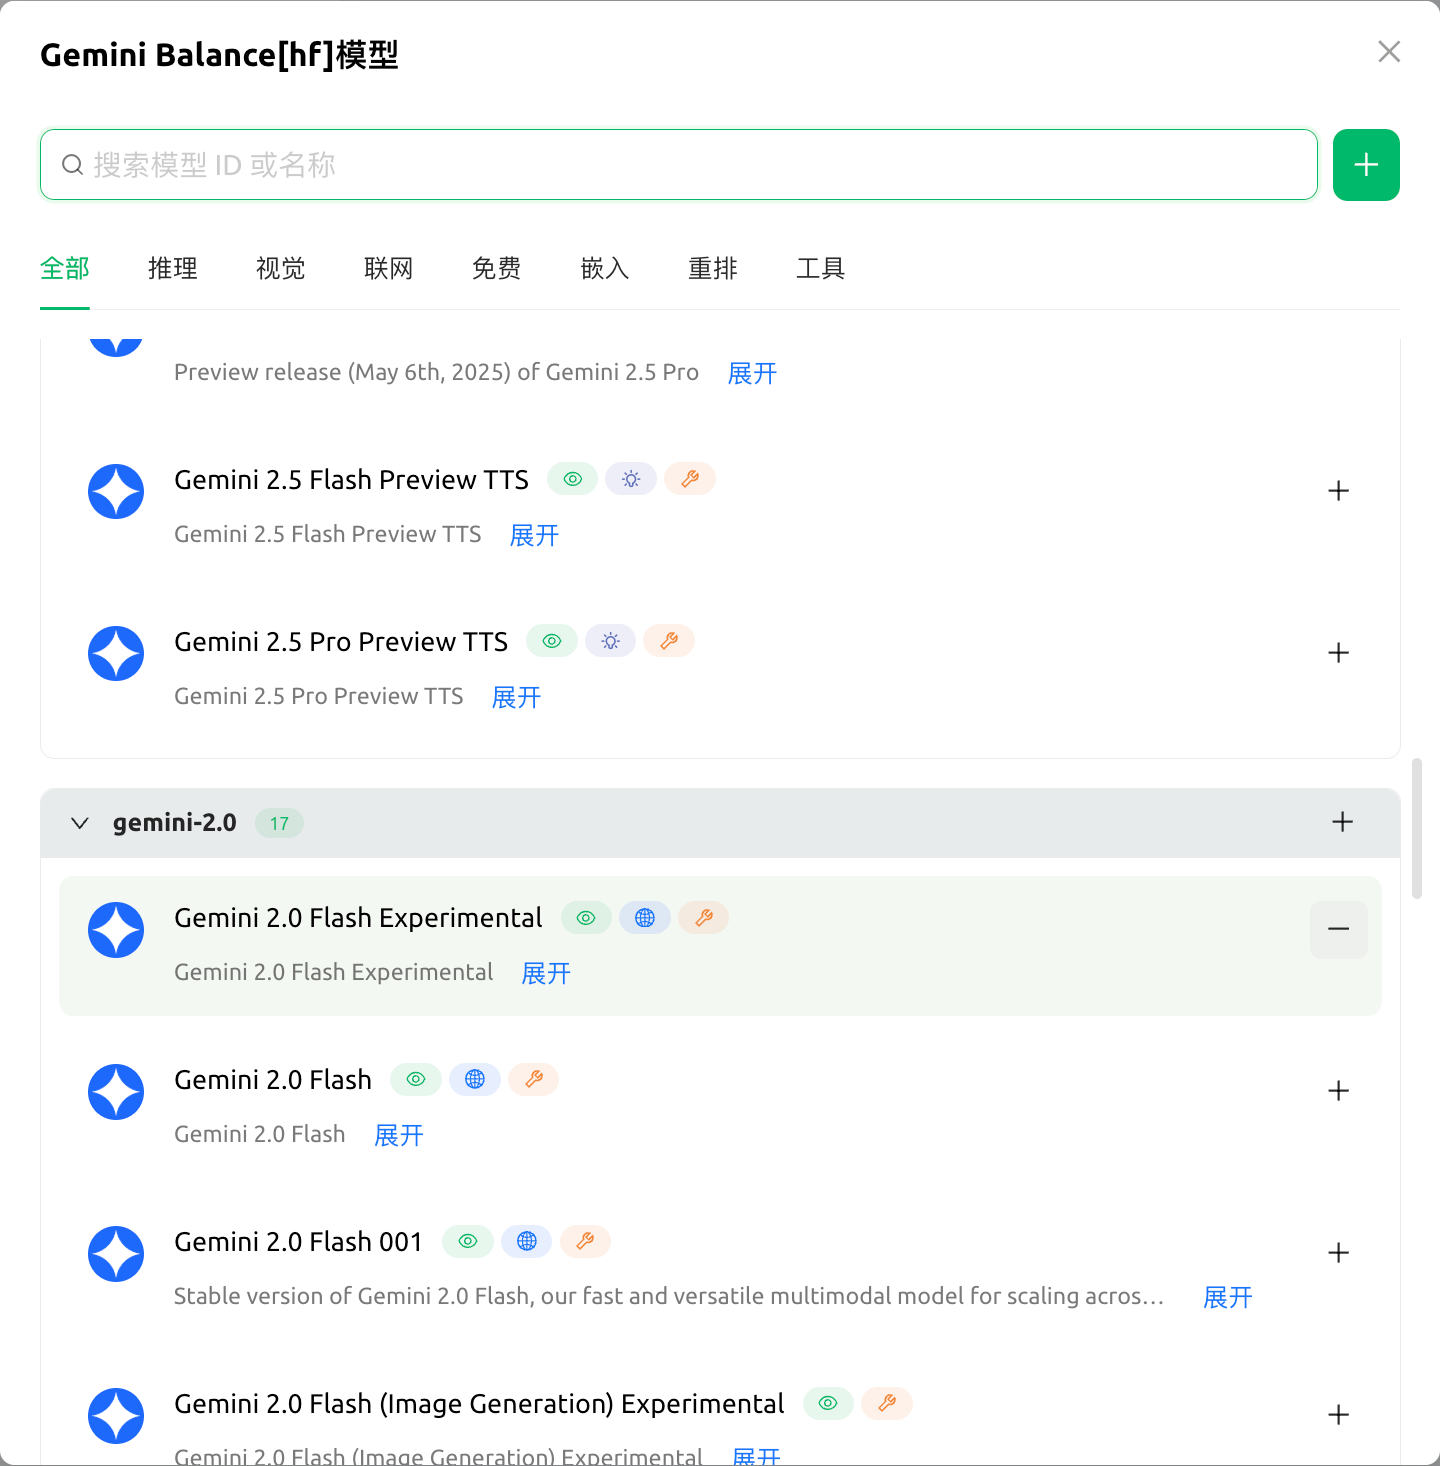 Gemini Balance[hf]模型
搜索模型 ID 或名称
全部 推理 视觉 联网 免费 嵌入 重排 工具
Preview release (May 6th, 2025) of Gemini 2.5 Pro 展开
Gemini 2.5 Flash Preview TTS
Gemini 2.5 Flash Preview TTS 展开
Gemini 2.5 Pro Preview TTS
Gemini 2.5 Pro Preview TTS 展开
gemini-2.0 17
Gemini 2.0 Flash Experimental
Gemini 2.0 Flash Experimental 展开
Gemini 2.0 Flash
Gemini 2.0 Flash 展开
Gemini 2.0 Flash 001
Stable version of Gemini 2.0 Flash, our fast and versatile multimodal model for scaling acros… 展开
Gemini 2.0 Flash (Image Generation) Experimental
Gemini 2.0 Flash (Image Generation) Experimental 展开